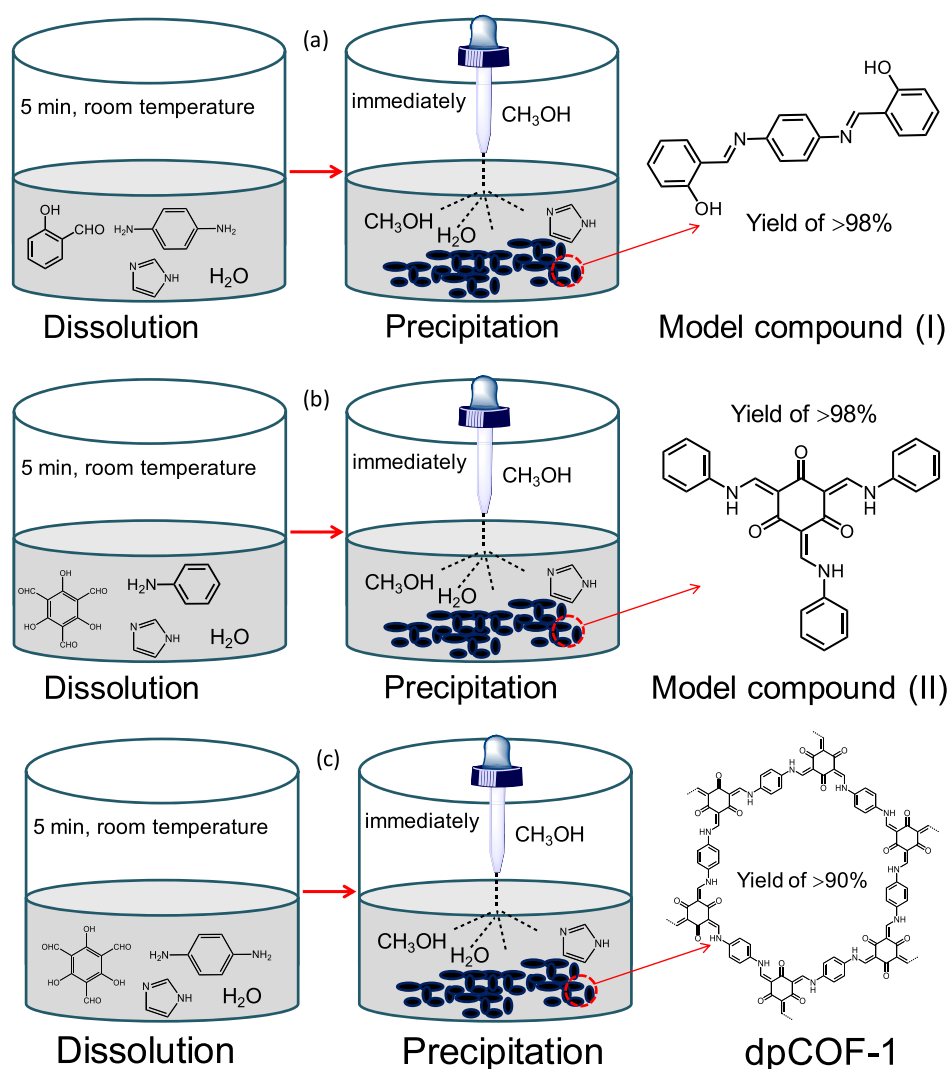 (a)
5 min, room temperature
OH
CHO
H₂N
NH₂
N
NH
H₂O
Dissolution
immediately
CH₃OH
CH₃OH
H₂O
N
NH
Precipitation
HO
N
N
OH
Yield of >98%
Model compound (I)
(b)
5 min, room temperature
OH
OHC
CHO
HO
OH
CHO
H₂N
N
NH
H₂O
Dissolution
immediately
CH₃OH
CH₃OH
H₂O
N
NH
Precipitation
Yield of >98%
O
N
H
N
H
O
O
NH
Model compound (II)
(c)
5 min, room temperature
OH
OHC
CHO
HO
OH
CHO
H₂N
NH₂
N
NH
H₂O
Dissolution
immediately
CH₃OH
CH₃OH
H₂O
N
NH
Precipitation
Yield of >90%
dpCOF-1